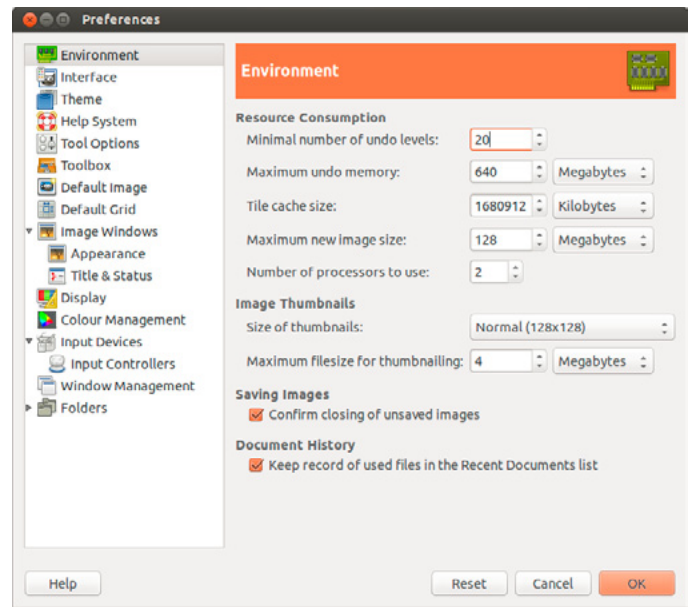 Preferences
Environment
Interface
Theme
Help System
Tool Options
Toolbox
Default Image
Default Grid
Image Windows
Appearance
Title & Status
Display
Colour Management
Input Devices
Input Controllers
Window Management
Folders
Environment
Resource Consumption
Minimal number of undo levels: 20
Maximum undo memory: 640 Megabytes
Tile cache size: 1680912 Kilobytes
Maximum new image size: 128 Megabytes
Number of processors to use: 2
Image Thumbnails
Size of thumbnails: Normal (128x128)
Maximum filesize for thumbnailing: 4 Megabytes
Saving Images
Confirm closing of unsaved images
Document History
Keep record of used files in the Recent Documents list
Help Reset Cancel OK